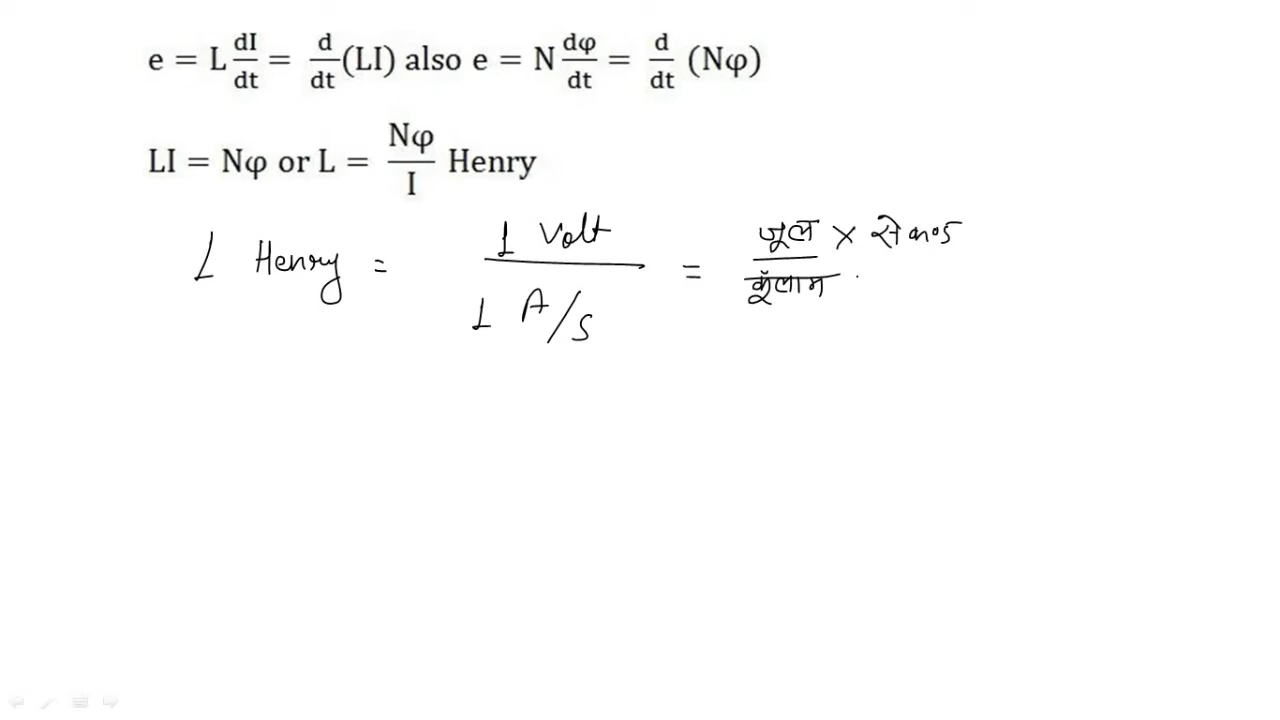 e = L dI/dt = d/dt (LI) also e = N dφ/dt = d/dt (Nφ)
LI = Nφ or L = Nφ/I Henry
1 Henry = 1 Volt / 1 A/s = जूल / कूलाम × सेकण्ड